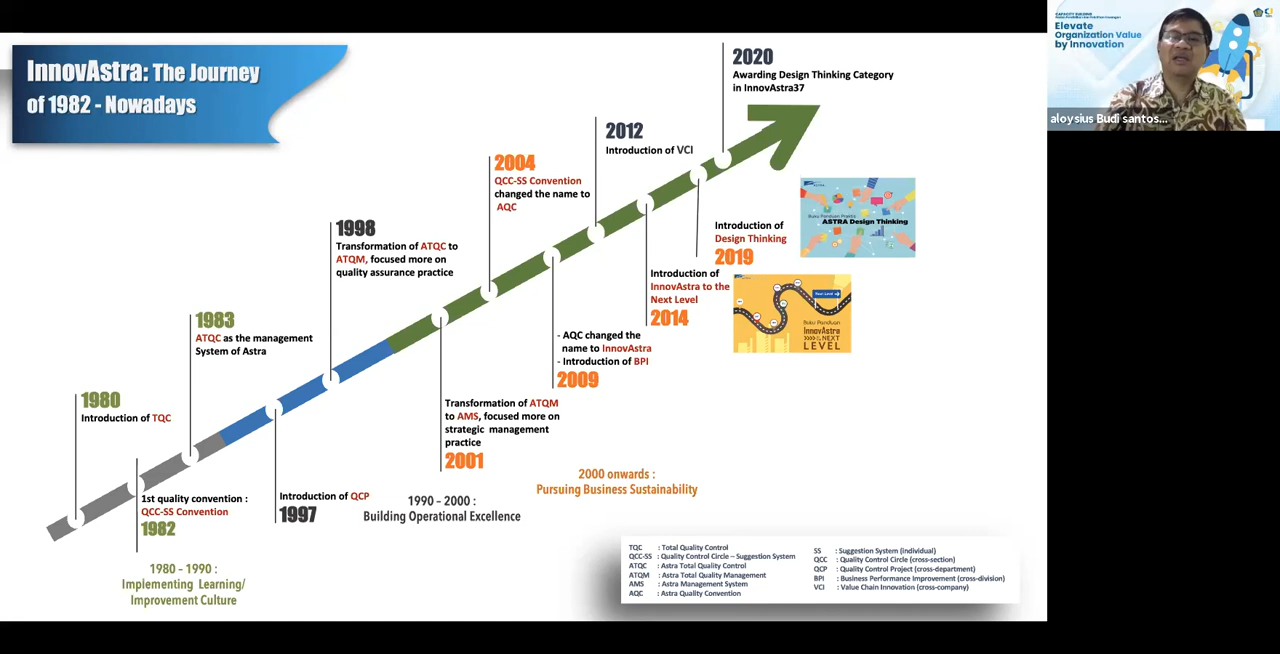 InnovAstra: The Journey
of 1982 - Nowadays
1980
Introduction of TQC
1st quality convention :
QCC-SS Convention
1982
1980 – 1990 :
Implementing Learning/
Improvement Culture
1983
ATQC as the management
System of Astra
Introduction of QCP
1997
1998
Transformation of ATQC to
ATQM, focused more on
quality assurance practice
1990 – 2000 :
Building Operational Excellence
Transformation of ATQM
to AMS, focused more on
strategic management
practice
2001
2004
QCC-SS Convention
changed the name to
AQC
- AQC changed the
name to InnovAstra
- Introduction of BPI
2009
2000 onwards :
Pursuing Business Sustainability
2012
Introduction of VCI
Introduction of
InnovAstra to the
Next Level
2014
Introduction of
Design Thinking
2019
2020
Awarding Design Thinking Category
in InnovAstra37
Buku Panduan Praktis
ASTRA Design Thinking
Next Level
Buku Panduan
InnovAstra
NEXT
LEVEL
TQC : Total Quality Control
QCC-SS : Quality Control Circle – Suggestion System
ATQC : Astra Total Quality Control
ATQM : Astra Total Quality Management
AMS : Astra Management System
AQC : Astra Quality Convention
SS : Suggestion System (individual)
QCC : Quality Control Circle (cross-section)
QCP : Quality Control Project (cross-department)
BPI : Business Performance Improvement (cross-division)
VCI : Value Chain Innovation (cross-company)
CAPACITY BUILDING
Elevate
Organization Value
by Innovation
aloysius Budi santos...